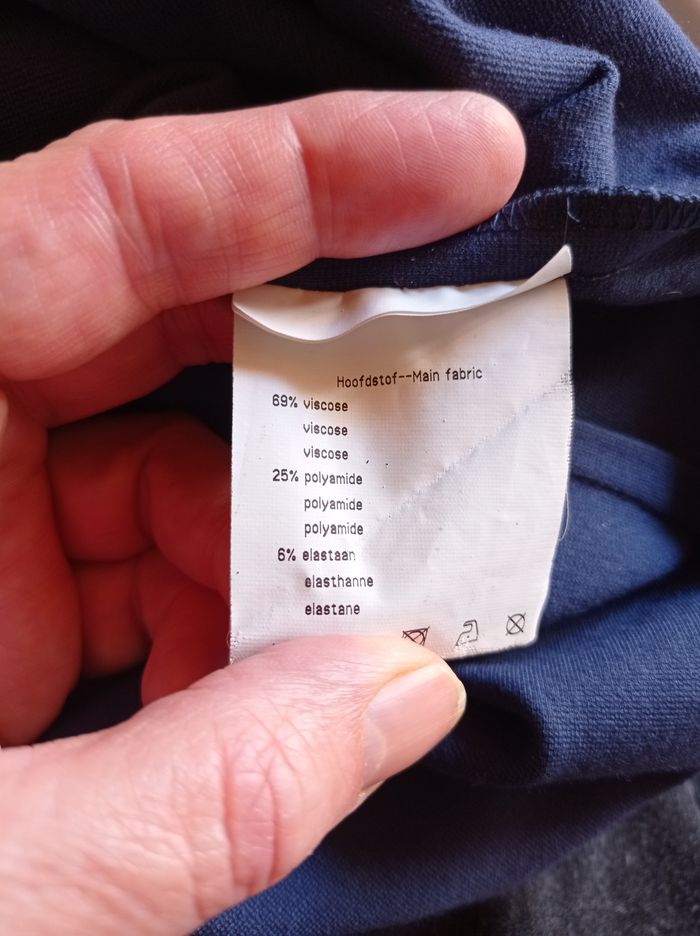 Hoofdstof--Main fabric
69% viscose
viscose
viscose
25% polyamide
polyamide
polyamide
6% elastaan
elasthanne
elastane